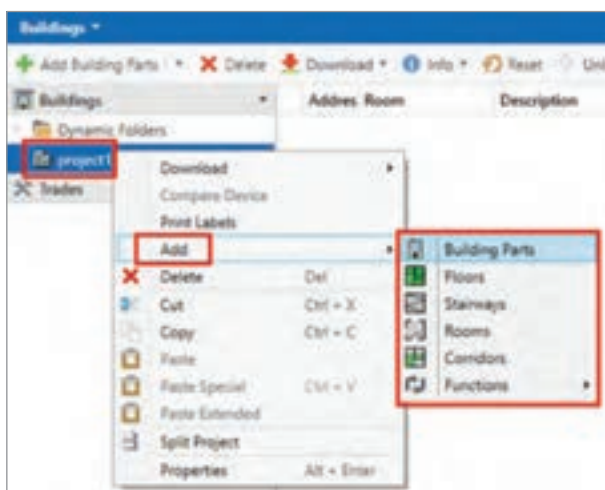 Buildings
Add Building Parts Delete Download Info Reset
Buildings Addres Room Description
Dynamic Folders
project1
Trades
Download
Compare Device
Print Labels
Add
Delete Del
Cut Ctrl + X
Copy Ctrl + C
Paste
Paste Special Ctrl + V
Paste Extended
Split Project
Properties Alt + Enter
Building Parts
Floors
Stairways
Rooms
Corridors
Functions